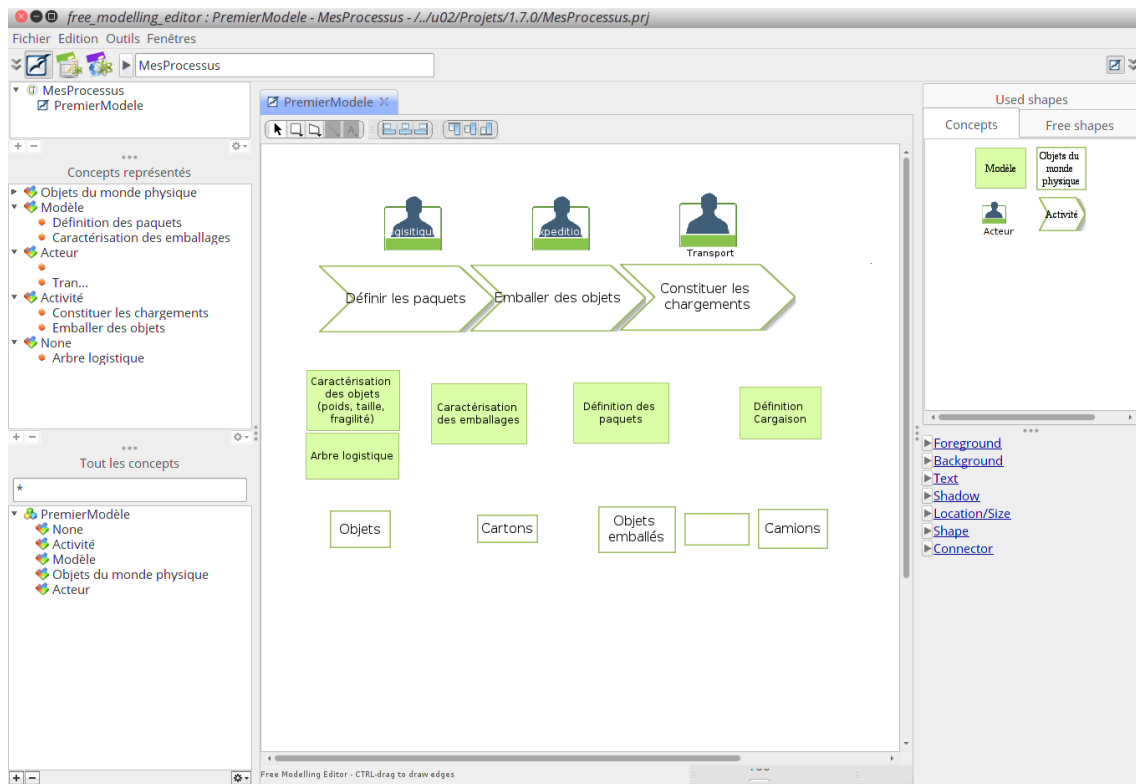 free_modelling_editor : PremierModele - MesProcessus - /../u02/Projets/1.7.0/MesProcessus.prj
Fichier Edition Outils Fenêtres
MesProcessus
MesProcessus
PremierModele
Concepts représentés
Objets du monde physique
Modèle
Définition des paquets
Caractérisation des emballages
Acteur
Tran...
Activité
Constituer les chargements
Emballer des objets
None
Arbre logistique
Tout les concepts
*
PremierModèle
None
Activité
Modèle
Objets du monde physique
Acteur
PremierModele
Transport
Définir les paquets
Emballer des objets
Constituer les
chargements
Caractérisation
des objets
(poids, taille,
fragilité)
Arbre logistique
Caractérisation
des emballages
Définition des
paquets
Définition
Cargaison
Objets
Cartons
Objets
emballés
Camions
Free Modelling Editor - CTRL-drag to draw edges
Used shapes
Concepts
Free shapes
Modèle
Objets du
monde
physique
Acteur
Activité
Foreground
Background
Text
Shadow
Location/Size
Shape
Connector